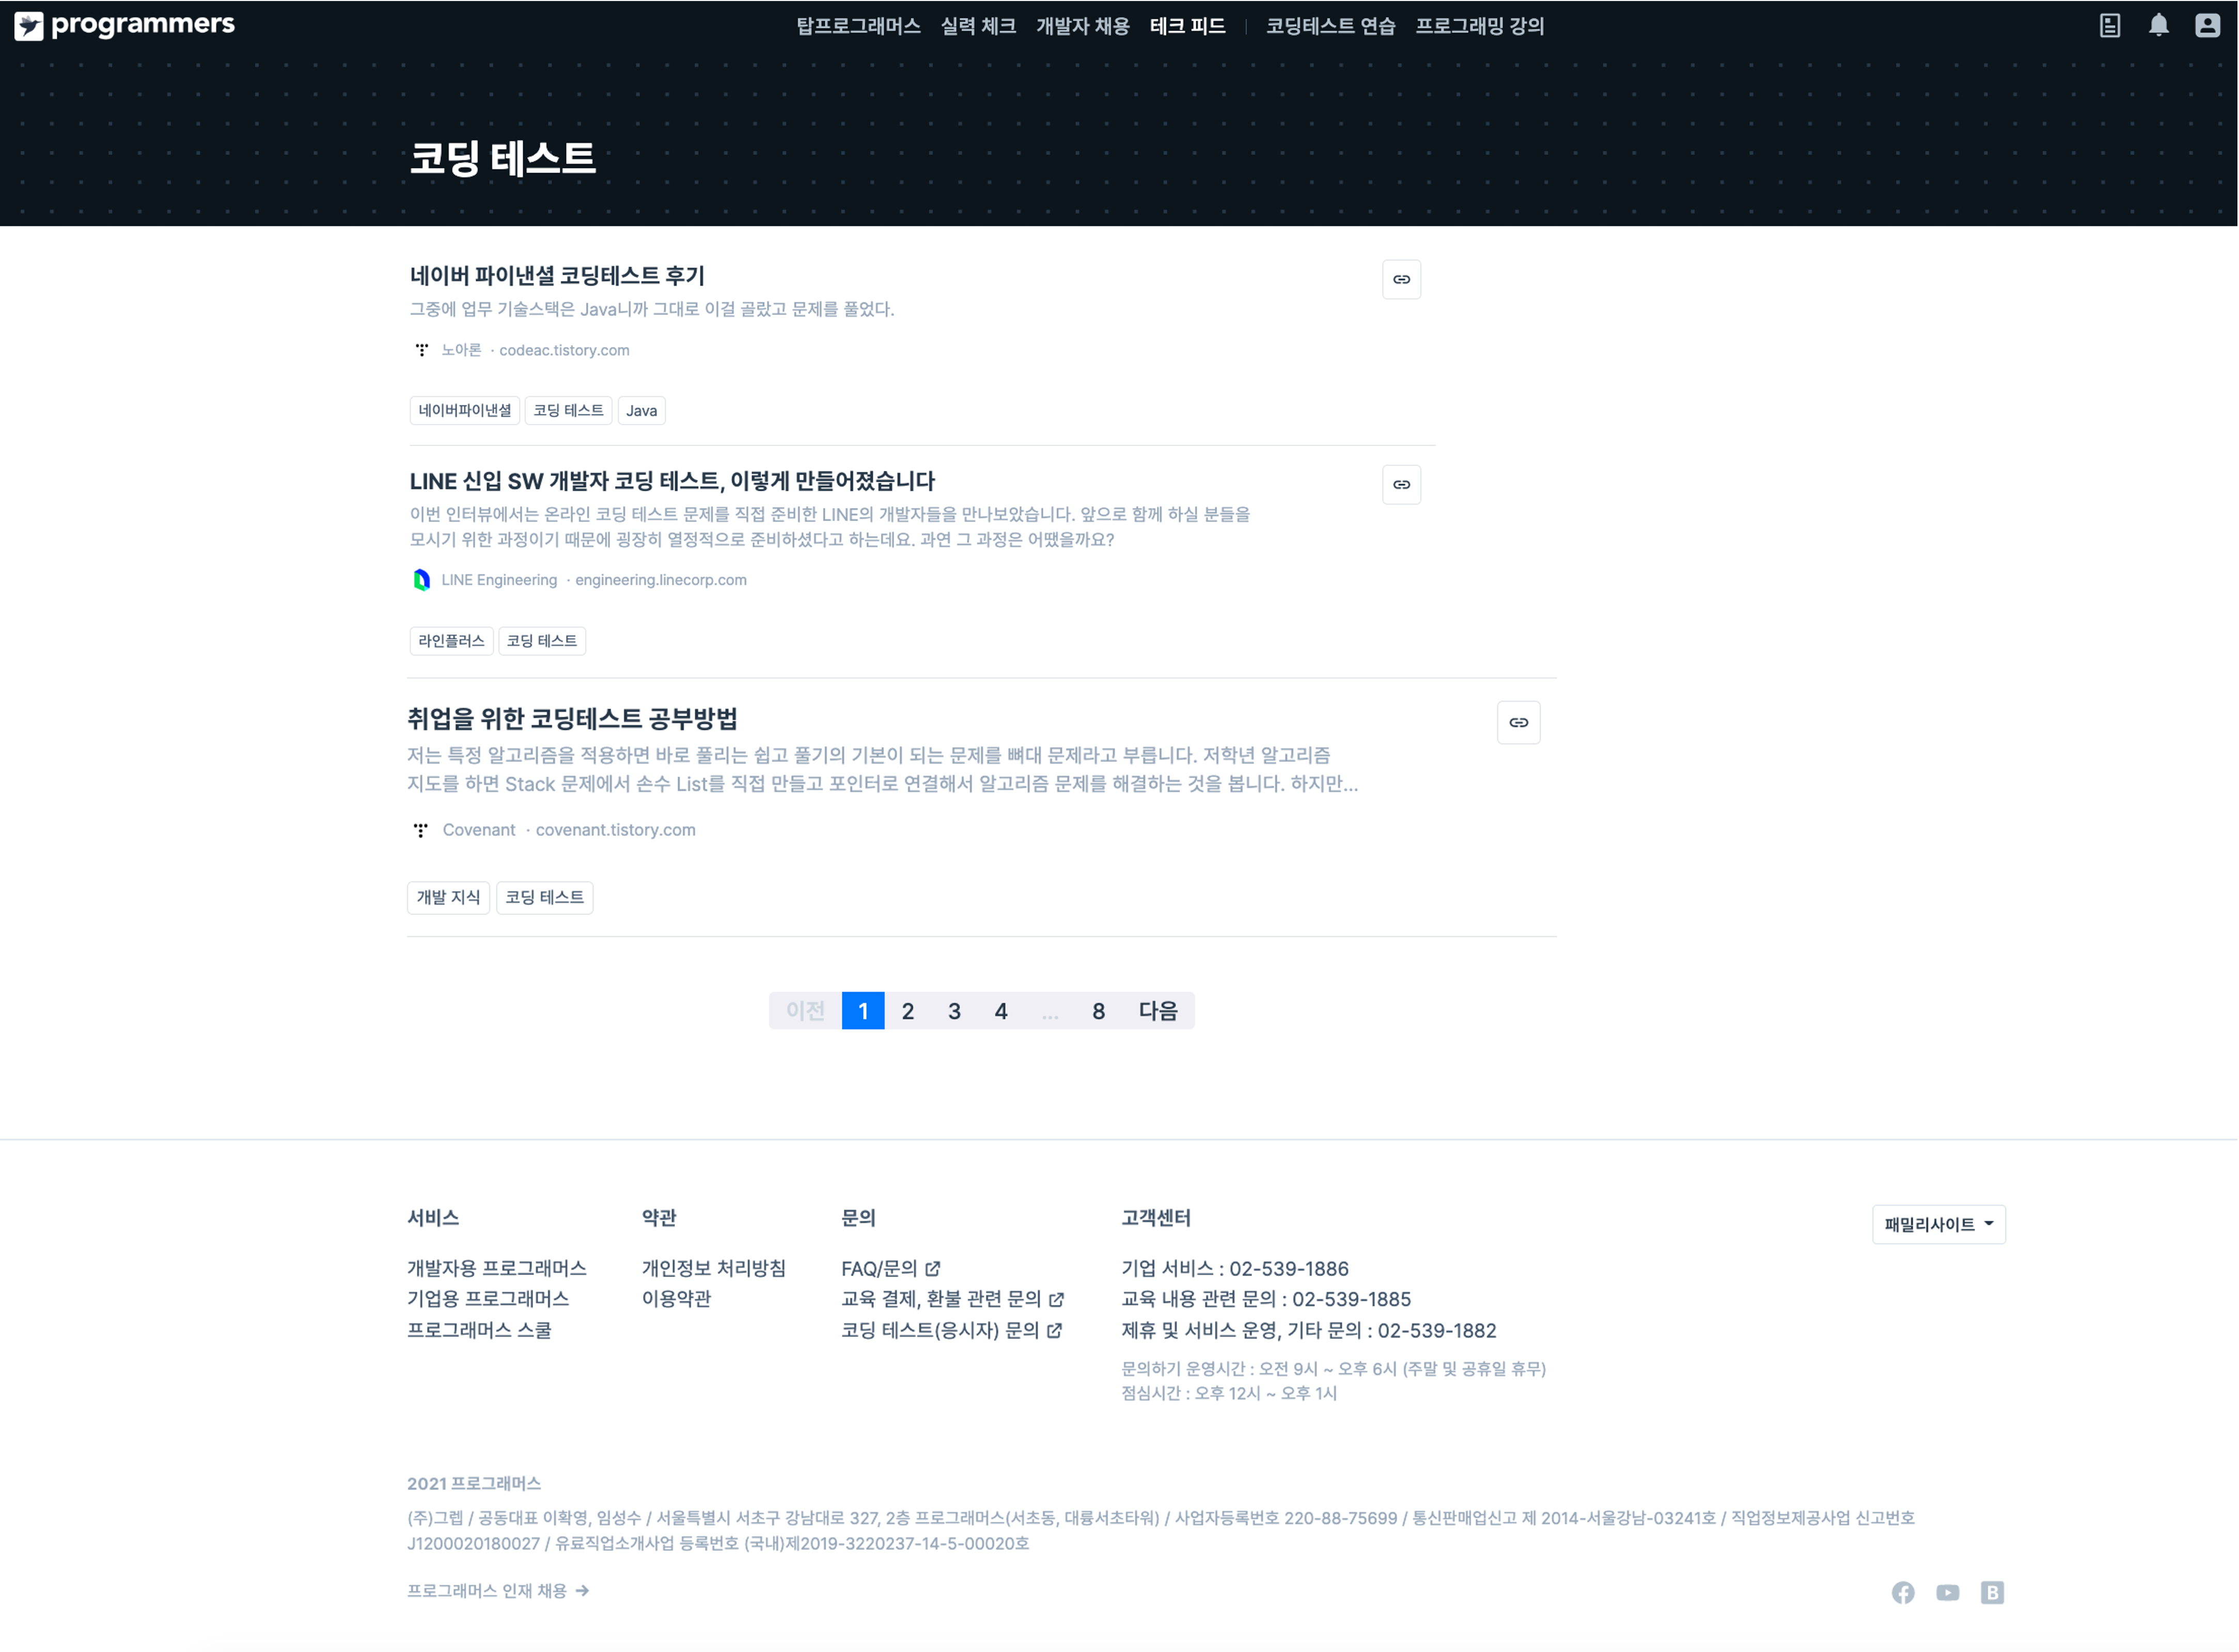 programmers
탑프로그래머스 실력 체크 개발자 채용 테크 피드 코딩테스트 연습 프로그래밍 강의
코딩 테스트
네이버 파이낸셜 코딩테스트 후기
그중에 업무 기술스택은 Java니까 그대로 이걸 골랐고 문제를 풀었다.
노아론 · codeac.tistory.com
네이버파이낸셜 코딩 테스트 Java
LINE 신입 SW 개발자 코딩 테스트, 이렇게 만들어졌습니다
이번 인터뷰에서는 온라인 코딩 테스트 문제를 직접 준비한 LINE의 개발자들을 만나보았습니다. 앞으로 함께 하실 분들을
모시기 위한 과정이기 때문에 굉장히 열정적으로 준비하셨다고 하는데요. 과연 그 과정은 어땠을까요?
LINE Engineering · engineering.linecorp.com
라인플러스 코딩 테스트
취업을 위한 코딩테스트 공부방법
저는 특정 알고리즘을 적용하면 바로 풀리는 쉽고 풀기의 기본이 되는 문제를 뼈대 문제라고 부릅니다. 저학년 알고리즘
지도를 하면 Stack 문제에서 손수 List를 직접 만들고 포인터로 연결해서 알고리즘 문제를 해결하는 것을 봅니다. 하지만...
Covenant · covenant.tistory.com
개발 지식 코딩 테스트
이전 1 2 3 4 ... 8 다음
서비스 약관 문의 고객센터 패밀리사이트
개발자용 프로그래머스 개인정보 처리방침 FAQ/문의 기업 서비스 : 02-539-1886
기업용 프로그래머스 이용약관 교육 결제, 환불 관련 문의 교육 내용 관련 문의 : 02-539-1885
프로그래머스 스쿨 코딩 테스트(응시자) 문의 제휴 및 서비스 운영, 기타 문의 : 02-539-1882
문의하기 운영시간 : 오전 9시 ~ 오후 6시 (주말 및 공휴일 휴무)
점심시간 : 오후 12시 ~ 오후 1시
2021 프로그래머스
(주)그렙 / 공동대표 이확영, 임성수 / 서울특별시 서초구 강남대로 327, 2층 프로그래머스(서초동, 대륭서초타워) / 사업자등록번호 220-88-75699 / 통신판매업신고 제 2014-서울강남-03241호 / 직업정보제공사업 신고번호
J1200020180027 / 유료직업소개사업 등록번호 (국내)제2019-3220237-14-5-00020호
프로그래머스 인재 채용 →